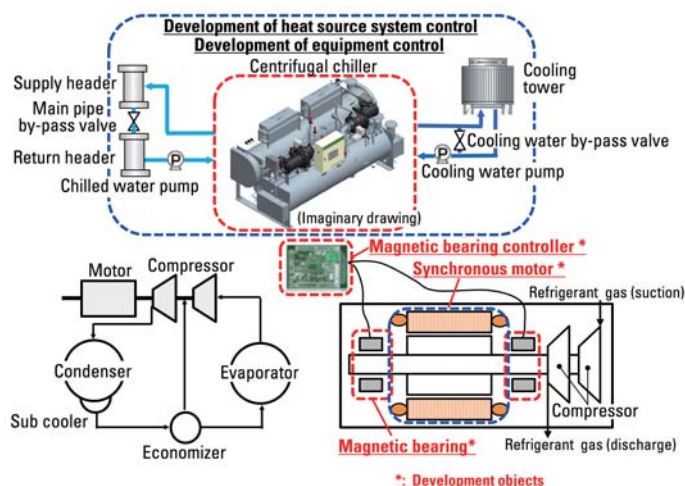 Development of heat source system control
Development of equipment control
Centrifugal chiller
Supply header
Main pipe
by-pass valve
Return header
P
Chilled water pump
Cooling
tower
Cooling water by-pass valve
P
Cooling water pump
(Imaginary drawing)
Magnetic bearing controller *
Synchronous motor *
Motor
Compressor
Condenser
Evaporator
Sub cooler
Economizer
Refrigerant gas (suction)
Compressor
Magnetic bearing*
Refrigerant gas (discharge)
*: Development objects